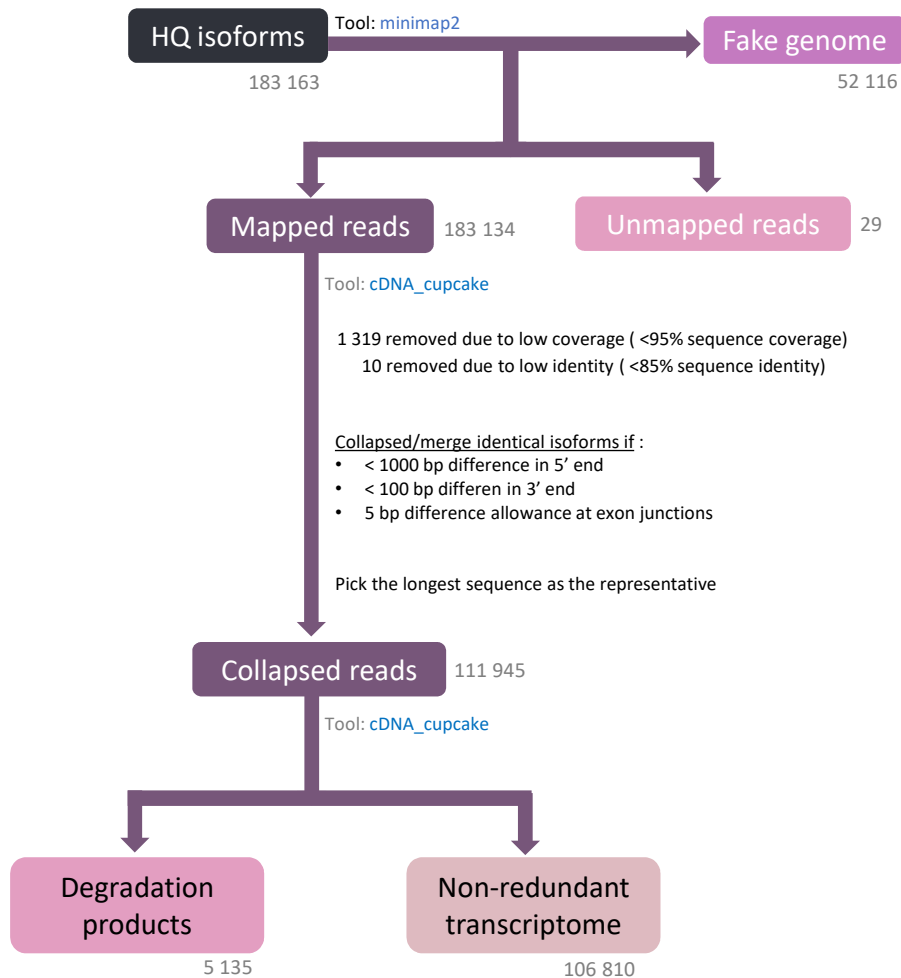 HQ isoforms
Tool: minimap2
Fake genome
183 163
52 116
Mapped reads
183 134
Unmapped reads
29
Tool: cDNA_cupcake
1 319 removed due to low coverage ( <95% sequence coverage)
10 removed due to low identity ( <85% sequence identity)
Collapsed/merge identical isoforms if :
• < 1000 bp difference in 5’ end
• < 100 bp differen in 3’ end
• 5 bp difference allowance at exon junctions
Pick the longest sequence as the representative
Collapsed reads
111 945
Tool: cDNA_cupcake
Degradation
products
5 135
Non-redundant
transcriptome
106 810